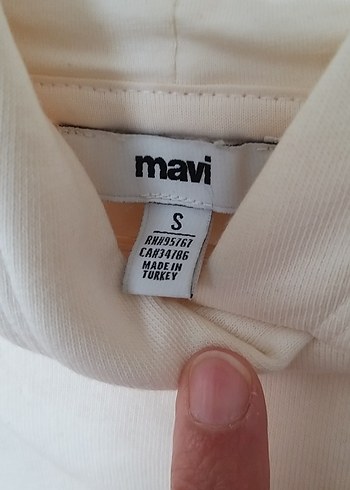 mavi
S
RN#95767
CA#34786
MADE IN
TURKEY